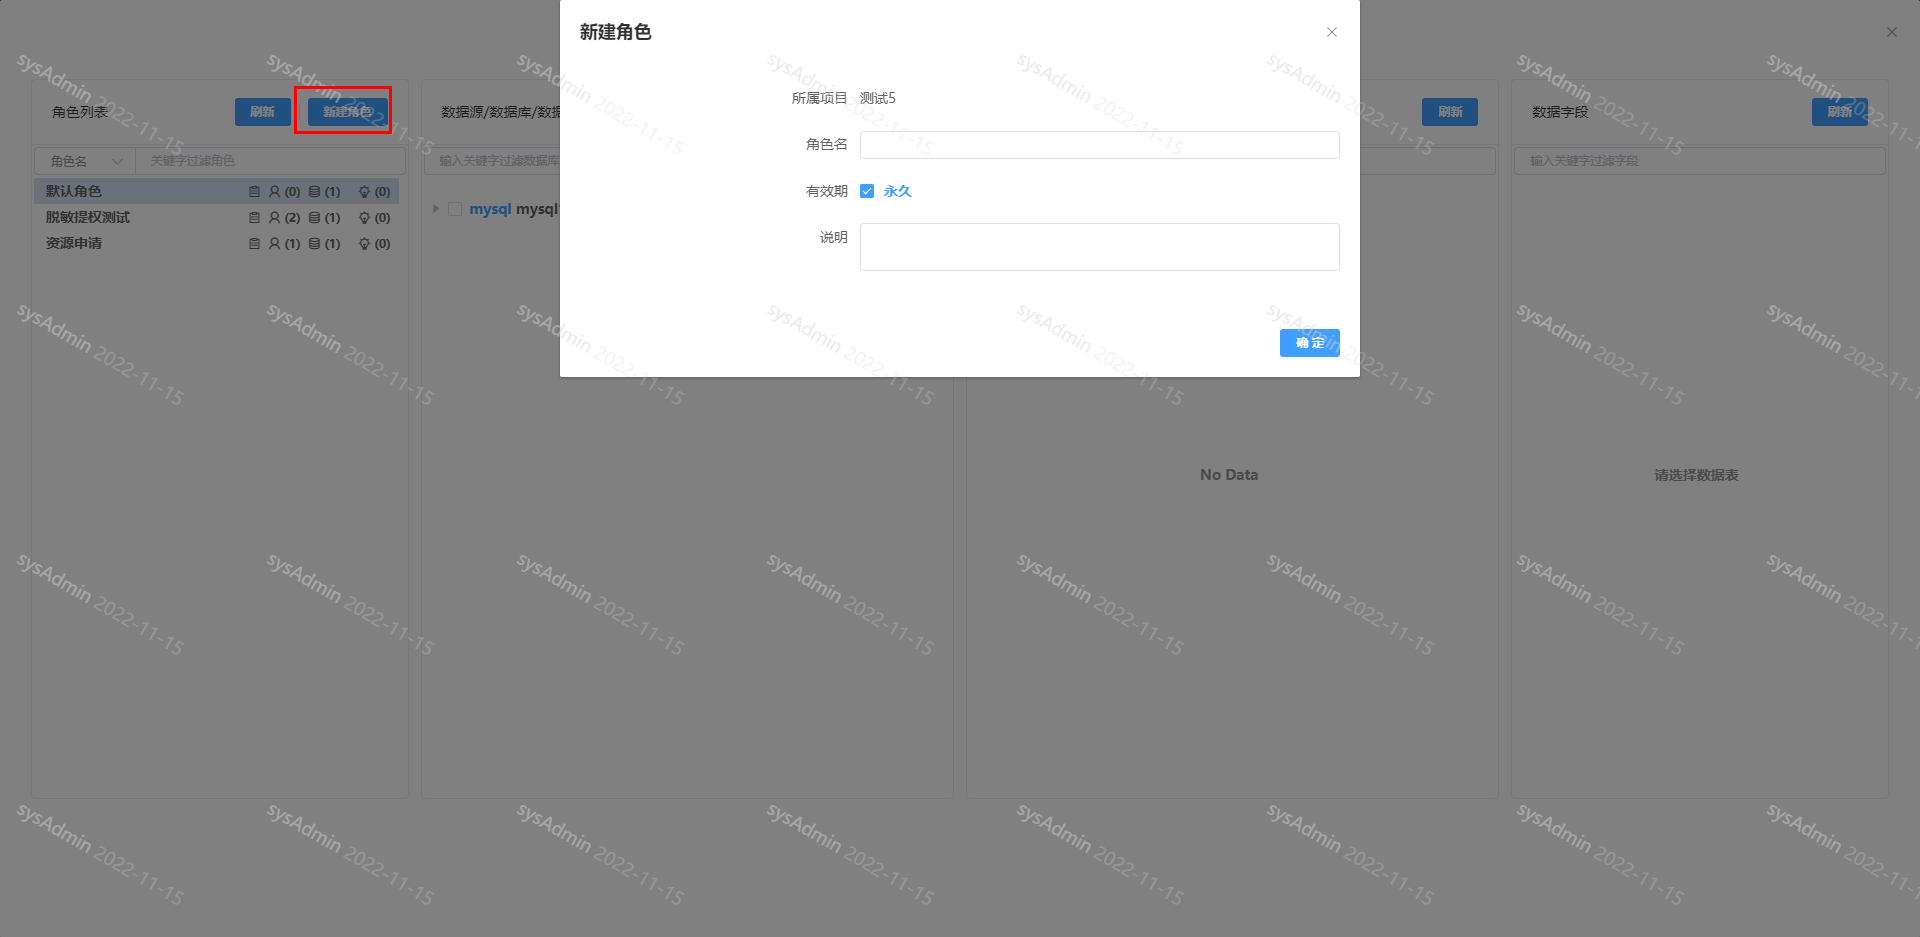 新建角色
所属项目 测试5
角色名
有效期 永久
说明
确 定
角色列表 刷新 新建角色
角色名 关键字过滤角色
默认角色 (0) (1) (0)
脱敏提权测试 (2) (1) (0)
资源申请 (1) (1) (0)
数据源/数据库/数据
输入关键字过滤数据库
mysql mysql
刷新
No Data
数据字段 刷新
输入关键字过滤字段
请选择数据表
sysAdmin 2022-11-15